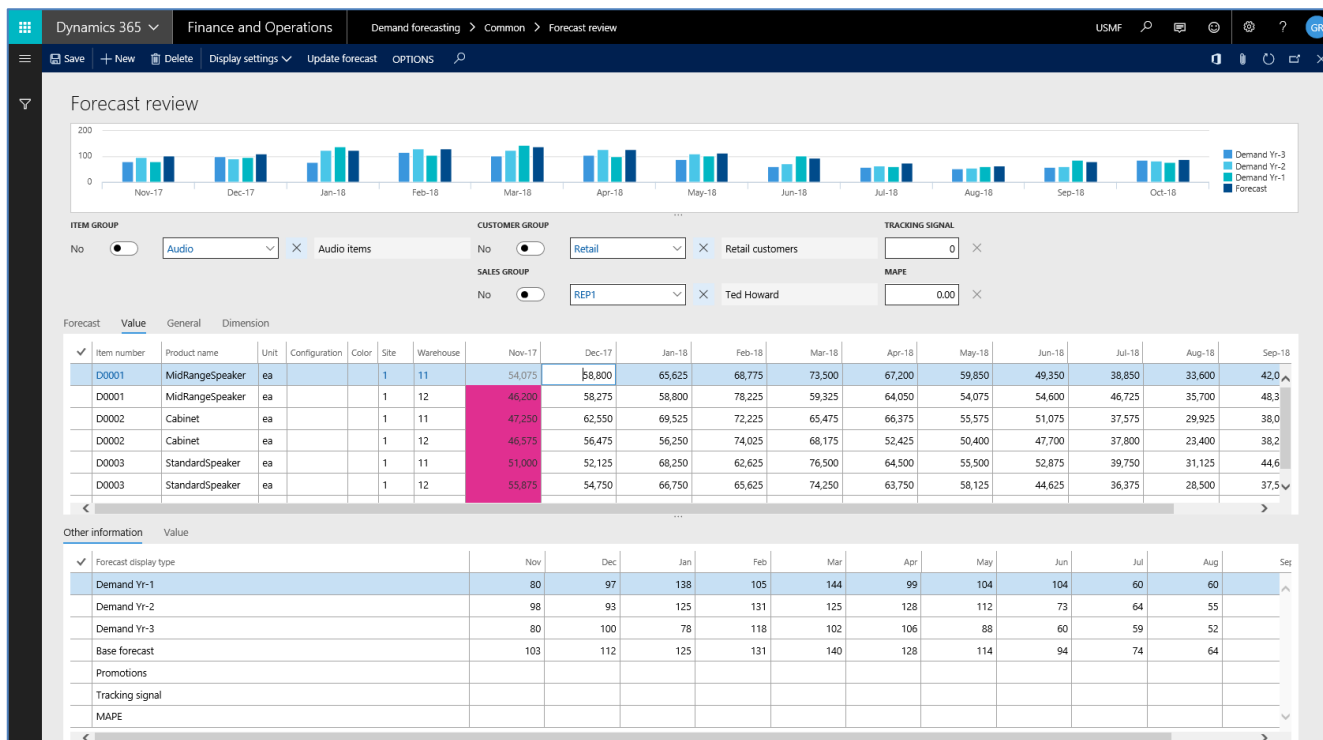 Dynamics 365 Finance and Operations Demand forecasting > Common > Forecast review USMF ? GR
Save + New Delete Display settings Update forecast OPTIONS
Forecast review
200
100
0
Nov-17 Dec-17 Jan-18 Feb-18 Mar-18 Apr-18 May-18 Jun-18 Jul-18 Aug-18 Sep-18 Oct-18
Demand Yr-3
Demand Yr-2
Demand Yr-1
Forecast
ITEM GROUP CUSTOMER GROUP TRACKING SIGNAL
No Audio Audio items No Retail Retail customers 0
SALES GROUP MAPE
No REP1 Ted Howard 0.00
Forecast Value General Dimension
Item number Product name Unit Configuration Color Site Warehouse Nov-17 Dec-17 Jan-18 Feb-18 Mar-18 Apr-18 May-18 Jun-18 Jul-18 Aug-18 Sep-18
D0001 MidRangeSpeaker ea 1 11 54,075 58,800 65,625 68,775 73,500 67,200 59,850 49,350 38,850 33,600 42,0
D0001 MidRangeSpeaker ea 1 12 46,200 58,275 58,800 78,225 59,325 64,050 54,075 54,600 46,725 35,700 48,3
D0002 Cabinet ea 1 11 47,250 62,550 69,525 72,225 65,475 66,375 55,575 51,075 37,575 29,925 38,0
D0002 Cabinet ea 1 12 46,575 56,475 56,250 74,025 68,175 52,425 50,400 47,700 37,800 23,400 38,2
D0003 StandardSpeaker ea 1 11 51,000 52,125 68,250 62,625 76,500 64,500 55,500 52,875 39,750 31,125 44,6
D0003 StandardSpeaker ea 1 12 55,875 54,750 66,750 65,625 74,250 63,750 58,125 44,625 36,375 28,500 37,5
Other information Value
Forecast display type Nov Dec Jan Feb Mar Apr May Jun Jul Aug Sep
Demand Yr-1 80 97 138 105 144 99 104 104 60 60
Demand Yr-2 98 93 125 131 125 128 112 73 64 55
Demand Yr-3 80 100 78 118 102 106 88 60 59 52
Base forecast 103 112 125 131 140 128 114 94 74 64
Promotions
Tracking signal
MAPE